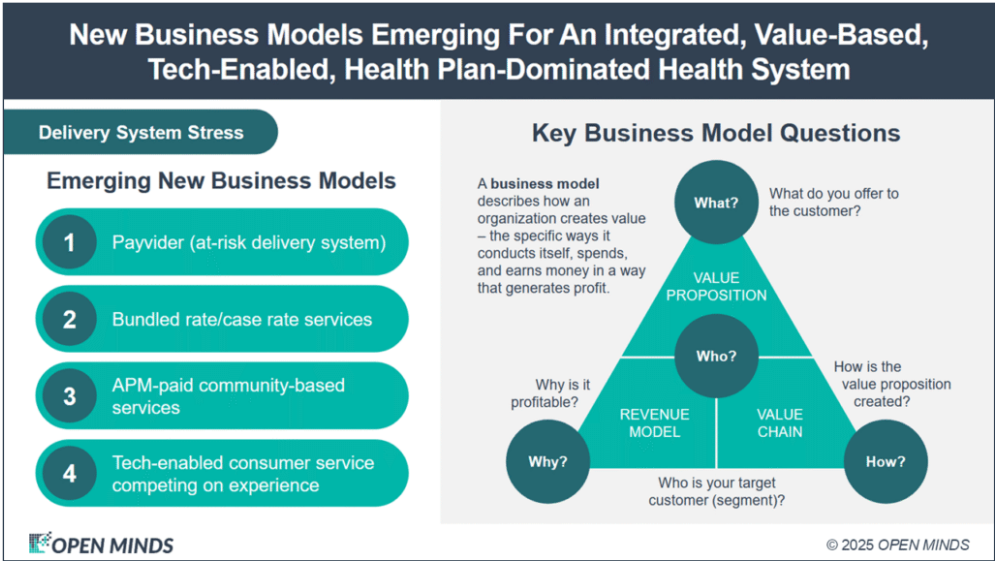 New Business Models Emerging For An Integrated, Value-Based,
Tech-Enabled, Health Plan-Dominated Health System
Delivery System Stress
Emerging New Business Models
1
Payvider (at-risk delivery system)
2
Bundled rate/case rate services
3
APM-paid community-based
services
4
Tech-enabled consumer service
competing on experience
Key Business Model Questions
A business model
describes how an
organization creates value
– the specific ways it
conducts itself, spends,
and earns money in a way
that generates profit.
What?
What do you offer to
the customer?
VALUE
PROPOSITION
Who?
Why is it
profitable?
REVENUE
MODEL
VALUE
CHAIN
How is the
value proposition
created?
Why?
How?
Who is your target
customer (segment)?
OPEN MINDS
© 2025 OPEN MINDS